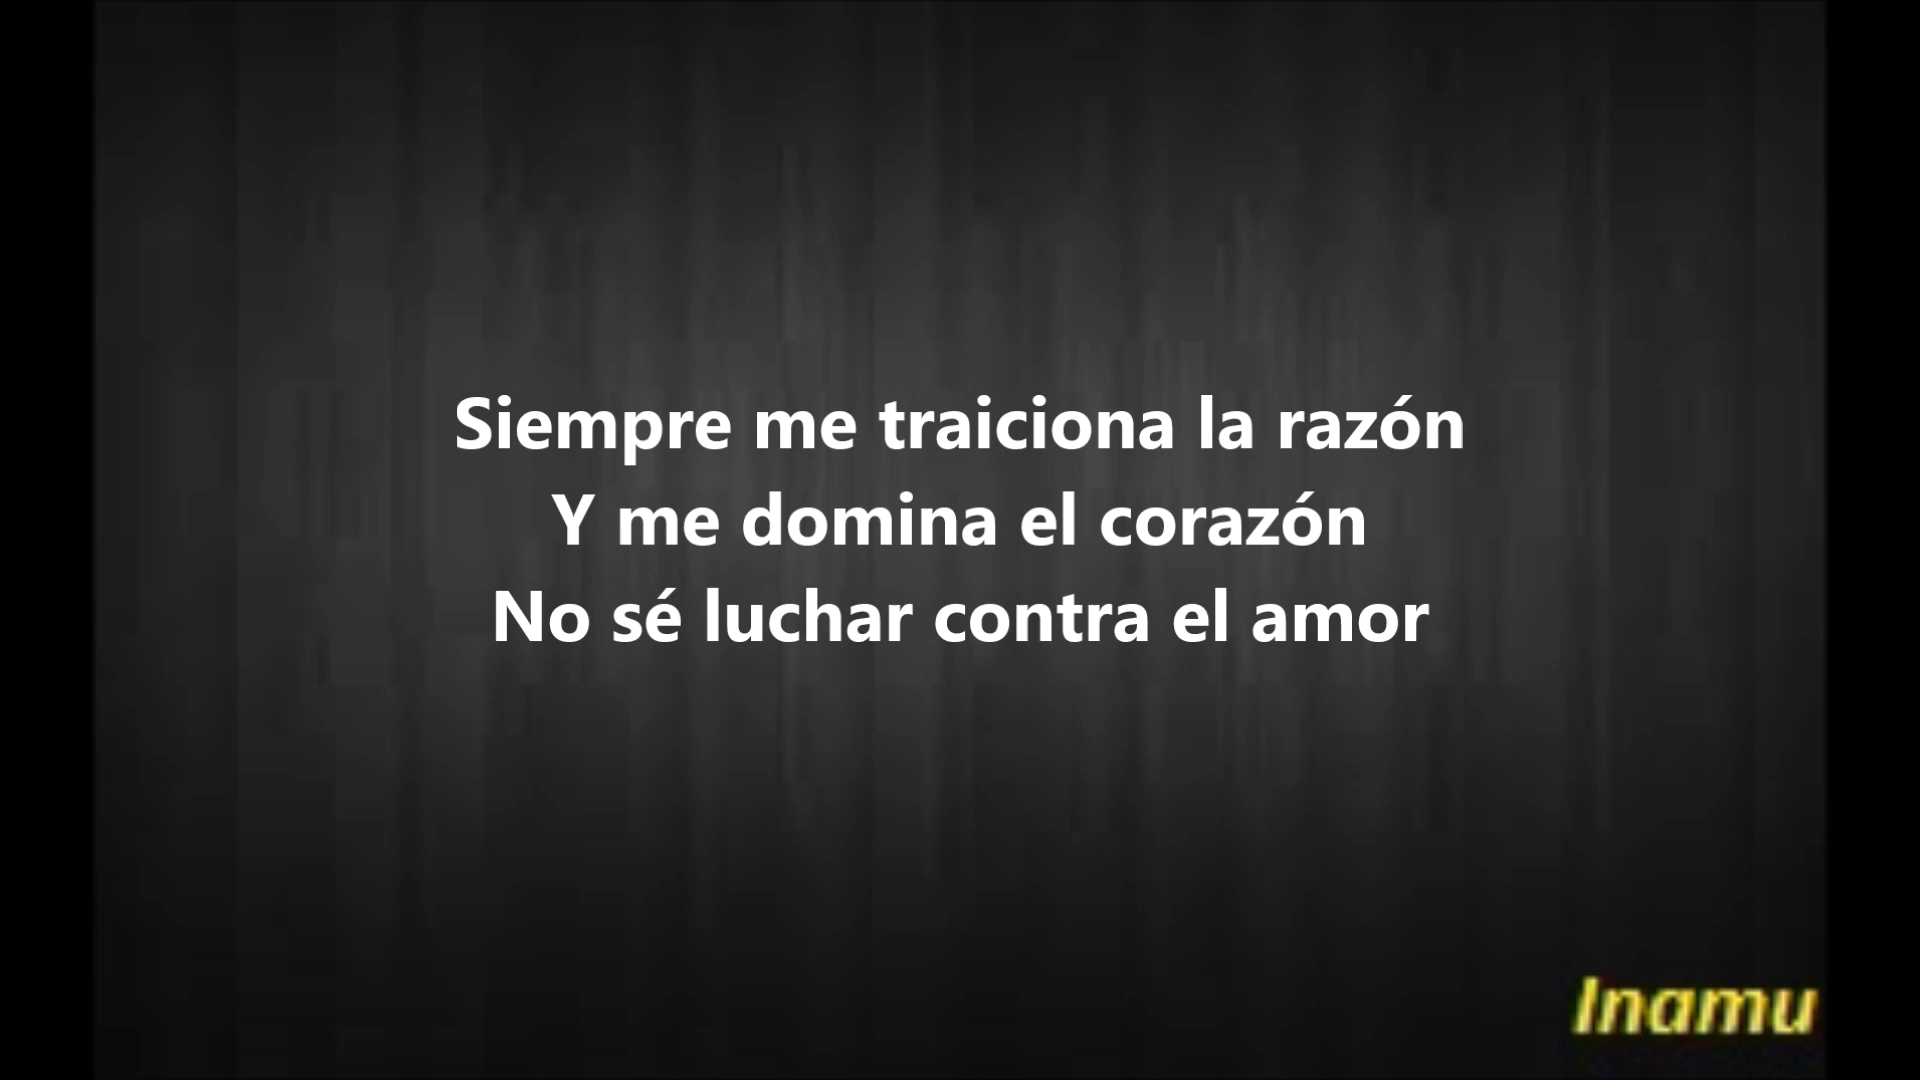 Siempre me traiciona la razón
Y me domina el corazón
No sé luchar contra el amor
Inamu